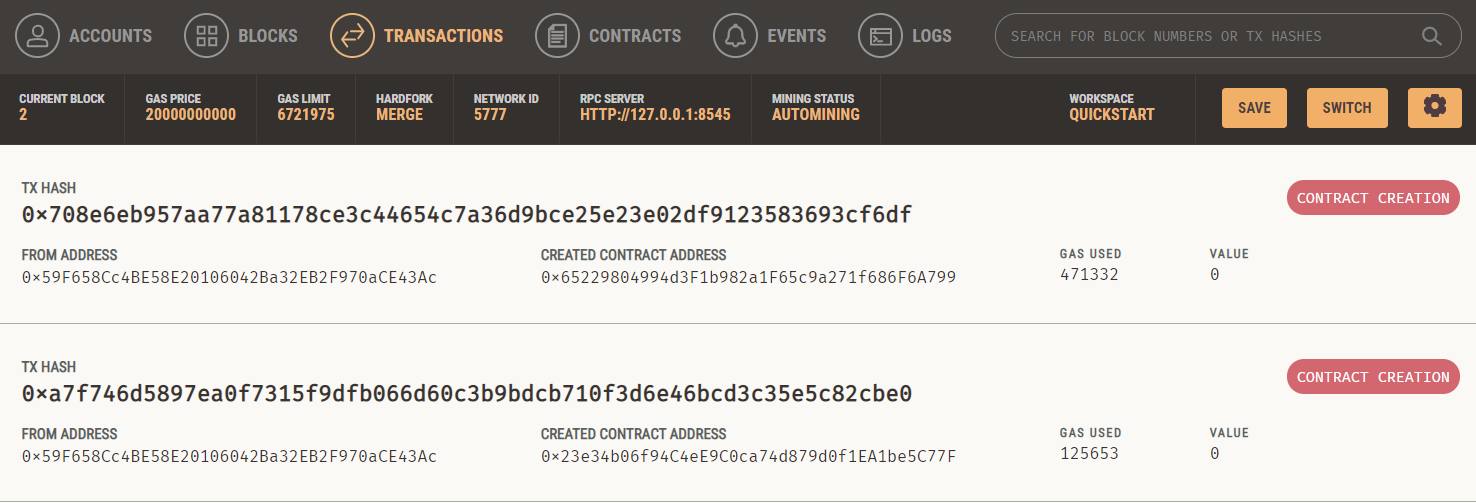 ACCOUNTS BLOCKS TRANSACTIONS CONTRACTS EVENTS LOGS SEARCH FOR BLOCK NUMBERS OR TX HASHES
CURRENT BLOCK GAS PRICE GAS LIMIT HARDFORK NETWORK ID RPC SERVER MINING STATUS WORKSPACE
2 20000000000 6721975 MERGE 5777 HTTP://127.0.0.1:8545 AUTOMINING QUICKSTART SAVE SWITCH
TX HASH
0×708e6eb957aa77a81178ce3c44654c7a36d9bce25e23e02df9123583693cf6df CONTRACT CREATION
FROM ADDRESS CREATED CONTRACT ADDRESS GAS USED VALUE
0×59F658Cc4BE58E20106042Ba32EB2F970aCE43Ac 0×65229804994d3F1b982a1F65c9a271f686F6A799 471332 0
TX HASH
0×a7f746d5897ea0f7315f9dfb066d60c3b9bdcb710f3d6e46bcd3c35e5c82cbe0 CONTRACT CREATION
FROM ADDRESS CREATED CONTRACT ADDRESS GAS USED VALUE
0×59F658Cc4BE58E20106042Ba32EB2F970aCE43Ac 0×23e34b06f94C4eE9C0ca74d879d0f1EA1be5C77F 125653 0